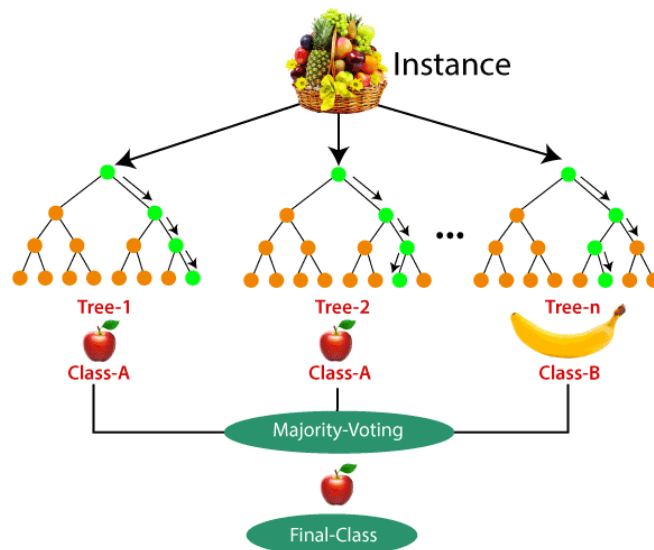 Instance
...
Tree-1 Tree-2 Tree-n
Class-A Class-A Class-B
Majority-Voting
Final-Class